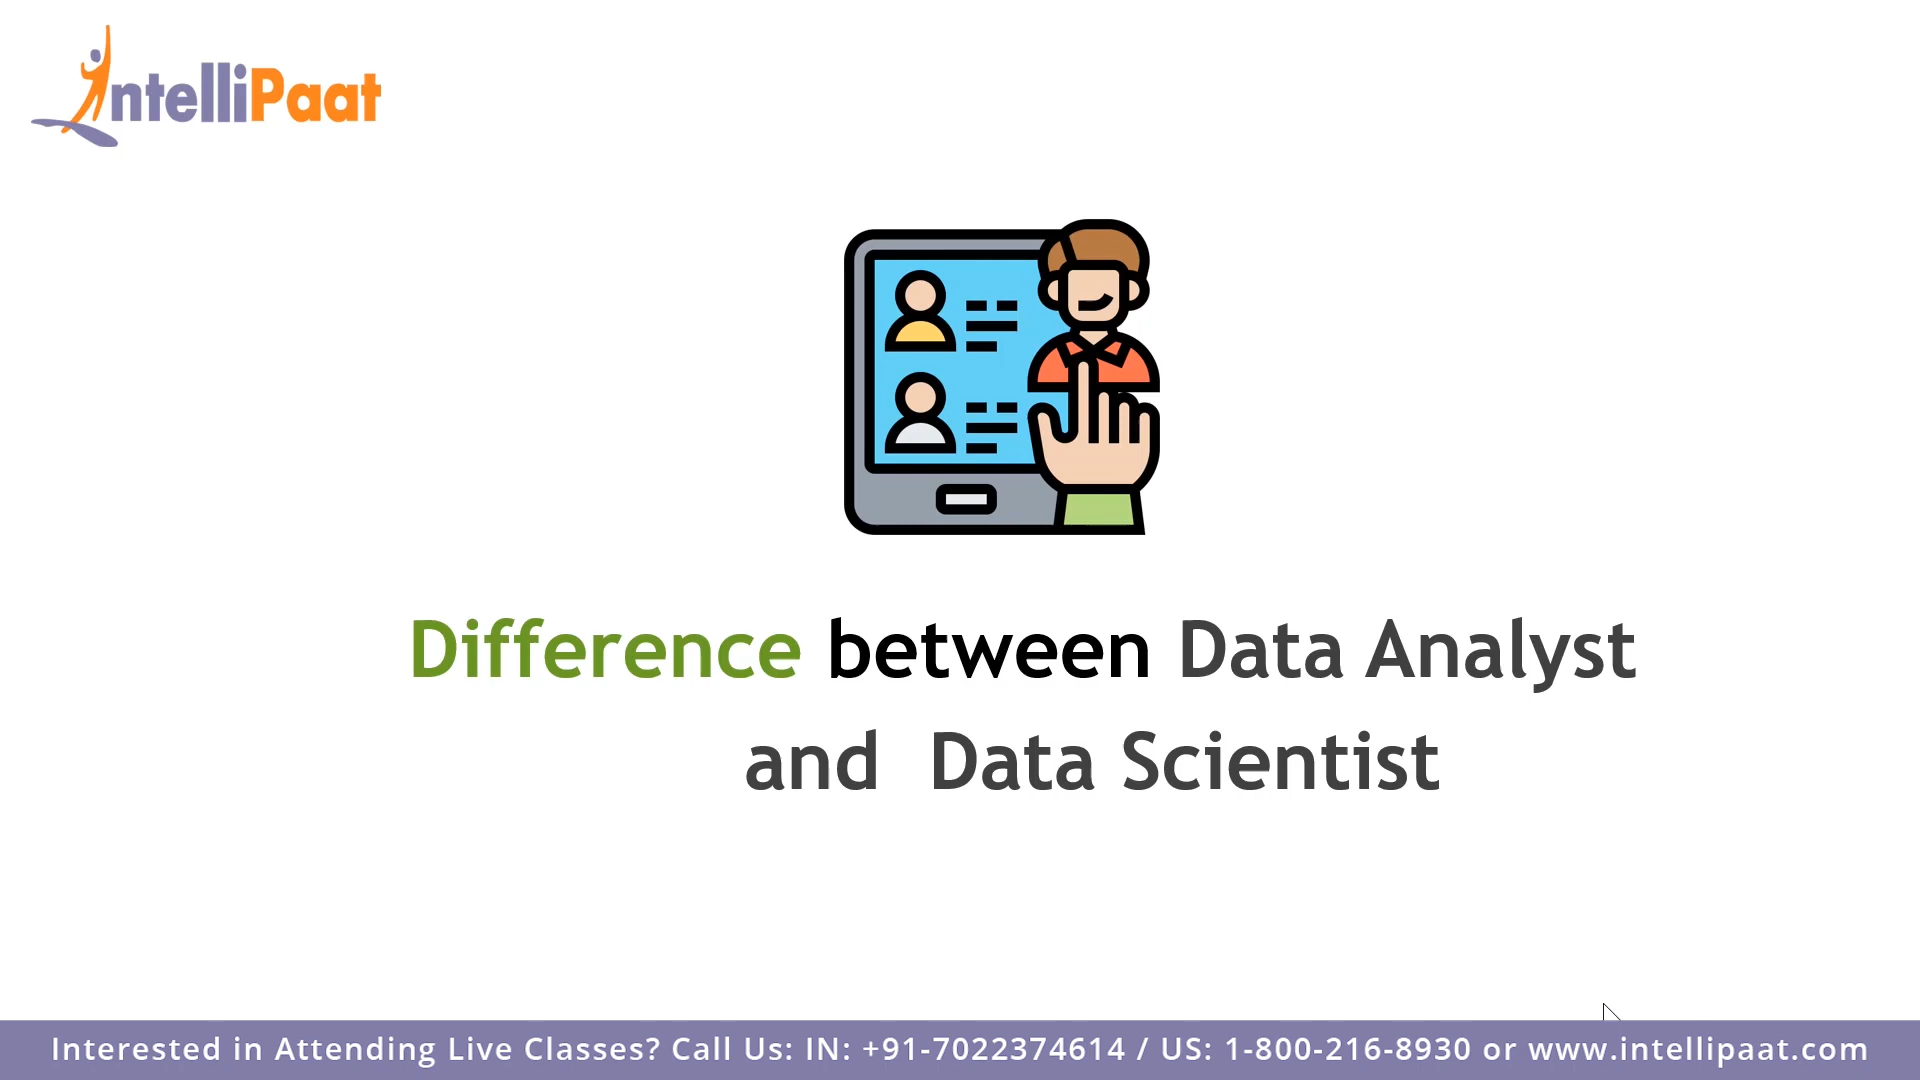 IntelliPaat
Difference between Data Analyst
and Data Scientist
Interested in Attending Live Classes? Call Us: IN: +91-7022374614 / US: 1-800-216-8930 or www.intellipaat.com